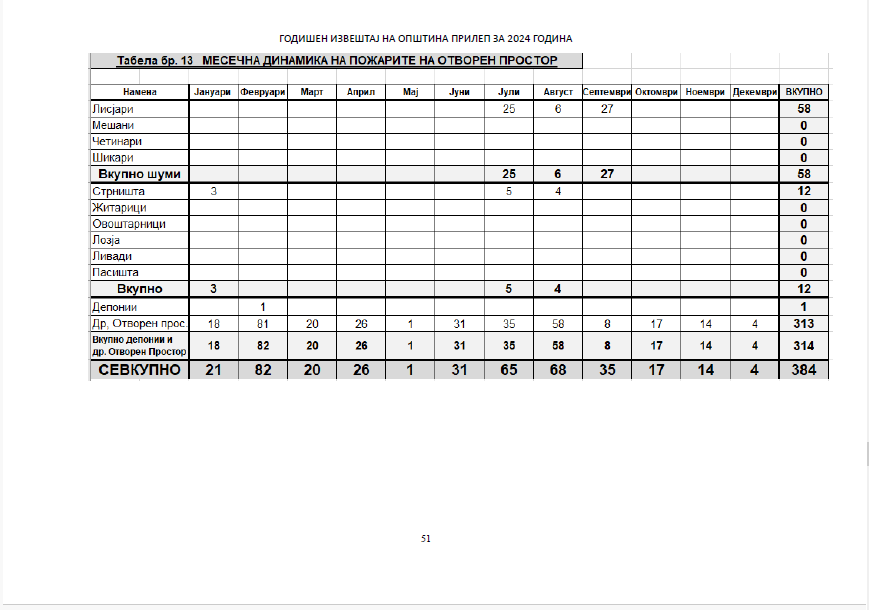 ГОДИШЕН ИЗВЕШТАЈ НА ОПШТИНА ПРИЛЕП ЗА 2024 ГОДИНА
Табела бр. 13 МЕСЕЧНА ДИНАМИКА НА ПОЖАРИТЕ НА ОТВОРЕН ПРОСТОР
Намена Јануари Февруари Март Април Мај Јуни Јули Август Септември Октомври Ноември Декември ВКУПНО
Лисјари 25 6 27 58
Мешани 0
Четинари 0
Шикари 0
Вкупно шуми 25 6 27 58
Стрништа 3 5 4 12
Житарици 0
Овоштарници 0
Лозја 0
Ливади 0
Пасишта 0
Вкупно 3 5 4 12
Депонии 1 1
Др, Отворен прос. 18 81 20 26 1 31 35 58 8 17 14 4 313
Вкупно депонии и
др. Отворен Простор 18 82 20 26 1 31 35 58 8 17 14 4 314
СЕВКУПНО 21 82 20 26 1 31 65 68 35 17 14 4 384
51